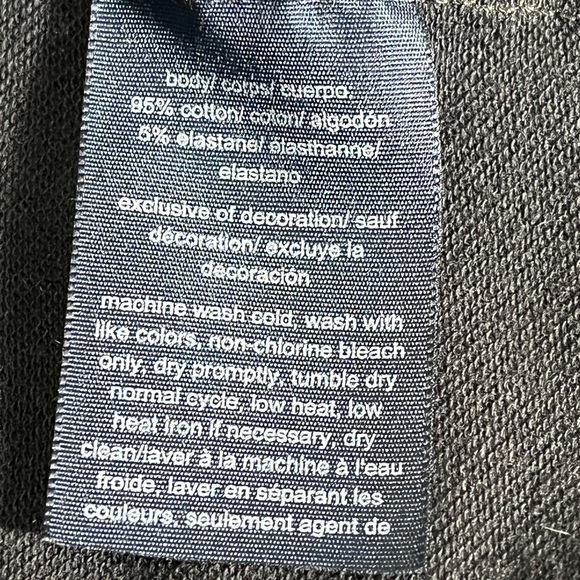 body/ corps/ cuerpo
95% cotton/ coton/ algodón
5% elastane/ elasthanne/
elastano
exclusive of decoration/ sauf
décoration/ excluye la
decoración
machine wash cold, wash with
like colors, non-chlorine bleach
only, dry promptly, tumble dry
normal cycle, low heat, low
heat iron if necessary, dry
clean/laver à la machine à l'eau
froide, laver en séparant les
couleurs, seulement agent de